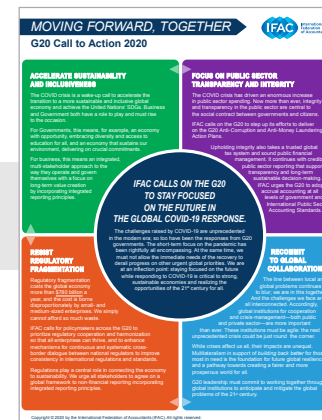 MOVING FORWARD, TOGETHER
G20 Call to Action 2020
IFAC
International
Federation
of Accountants
ACCELERATE SUSTAINABILITY
AND INCLUSIVENESS
The COVID crisis is a wake-up call to accelerate the
transition to a more sustainable and inclusive global
economy and achieve the United Nations' SDGs. Business
and Government both have a role to play and must rise
to the occasion.
For Governments, this means, for example, an economy
with opportunity, embracing diversity and access to
education for all, and an economy that sustains our
environment, delivering on crucial commitments.
For business, this means an integrated,
multi-stakeholder approach to the
way they operate and govern
themselves with a focus on
long-term value creation
by incorporating integrated
reporting principles.
FOCUS ON PUBLIC SECTOR
TRANSPARENCY AND INTEGRITY
The COVID crisis has driven an enormous increase
in public sector spending. Now more than ever, integrity
and transparency in the public sector are central to
the social contract between governments and citizens.
IFAC calls on the G20 to step up its efforts to deliver
on the G20 Anti-Corruption and Anti-Money Laundering
Action Plans.
Upholding integrity also takes a trusted global
tax system and sound public financial
management. It continues with credible
public sector reporting that supports
transparency and long-term
sustainable decision-making.
IFAC urges the G20 to adopt
accrual accounting at all
levels of government and
International Public Sector
Accounting Standards.
IFAC CALLS ON THE G20
TO STAY FOCUSED
ON THE FUTURE IN
THE GLOBAL COVID-19 RESPONSE.
The challenges raised by COVID-19 are unprecedented
in the modern era; so too have been the responses from G20
governments. The short-term focus on the pandemic has
been rightfully all encompassing. At the same time, we
must not allow the immediate needs of the recovery to
derail progress on other urgent global priorities. We are
at an inflection point: staying focused on the future
while responding to COVID-19 is critical to strong,
sustainable economies and realizing the
opportunities of the 21st century for all.
RESIST
REGULATORY
FRAGMENTATION
Regulatory fragmentation
costs the global economy
more than $780 billion a
year, and the cost is borne
disproportionately by small- and
medium-sized enterprises. We simply
cannot afford so much waste.
IFAC calls for policymakers across the G20 to
prioritize regulatory cooperation and harmonization
so that all enterprises can thrive, and to enhance
mechanisms for continuous and systematic cross-
border dialogue between national regulators to improve
consistency in international regulations and standards.
Regulations play a central role in connecting the economy
to sustainability. We urge all stakeholders to agree on a
global framework to non-financial reporting incorporating
integrated reporting principles.
RECOMMIT
TO GLOBAL
COLLABORATION
The line between local and
global problems continues
to blur; we are in this together.
And the challenges we face are
all interconnected. Accordingly,
global institutions for cooperation
and crisis management—both public
and private sector—are more important
than ever. These institutions must be agile: the next
unprecedented crisis could be just round the corner.
While crises affect us all, their impacts are unequal.
Multilateralism in support of building back better for those
most in need is the foundation for future global resilience
and a pathway towards creating a fairer and more
prosperous world for all.
G20 leadership must commit to working together through
global institutions to anticipate and mitigate the global
problems of the 21st century.
Copyright © 2020 by the International Federation of Accountants (IFAC). All rights reserved.